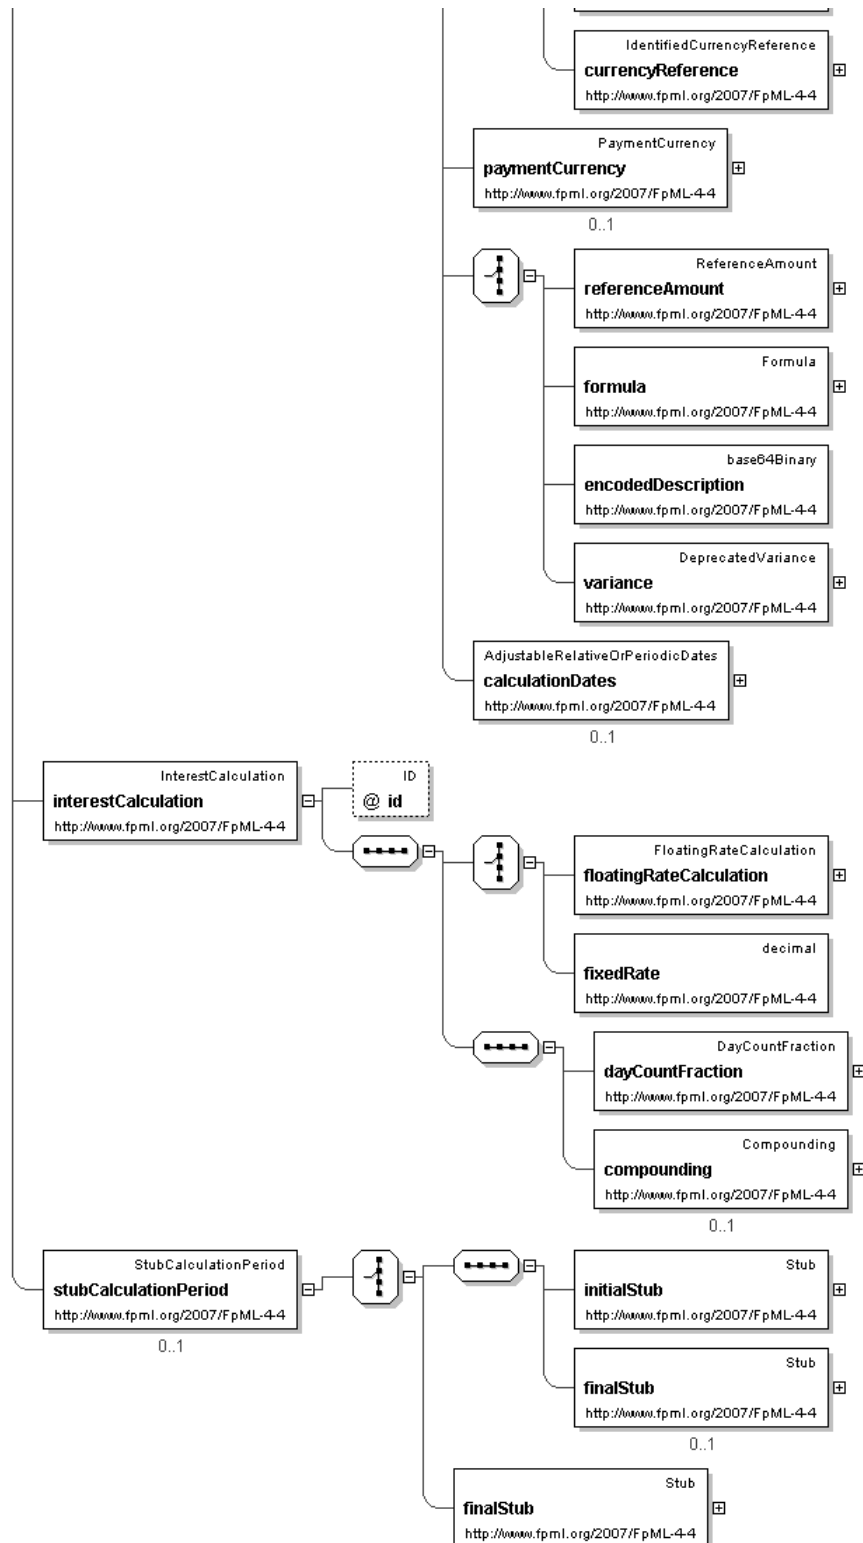 IdentifiedCurrencyReference
currencyReference
http://www.fpml.org/2007/FpML-4-4
PaymentCurrency
paymentCurrency
http://www.fpml.org/2007/FpML-4-4
0..1
ReferenceAmount
referenceAmount
http://www.fpml.org/2007/FpML-4-4
Formula
formula
http://www.fpml.org/2007/FpML-4-4
base64Binary
encodedDescription
http://www.fpml.org/2007/FpML-4-4
DeprecatedVariance
variance
http://www.fpml.org/2007/FpML-4-4
AdjustableRelativeOrPeriodicDates
calculationDates
http://www.fpml.org/2007/FpML-4-4
0..1
InterestCalculation
interestCalculation
http://www.fpml.org/2007/FpML-4-4
ID
@ id
FloatingRateCalculation
floatingRateCalculation
http://www.fpml.org/2007/FpML-4-4
decimal
fixedRate
http://www.fpml.org/2007/FpML-4-4
DayCountFraction
dayCountFraction
http://www.fpml.org/2007/FpML-4-4
Compounding
compounding
http://www.fpml.org/2007/FpML-4-4
0..1
StubCalculationPeriod
stubCalculationPeriod
http://www.fpml.org/2007/FpML-4-4
0..1
Stub
initialStub
http://www.fpml.org/2007/FpML-4-4
Stub
finalStub
http://www.fpml.org/2007/FpML-4-4
0..1
Stub
finalStub
http://www.fpml.org/2007/FpML-4-4